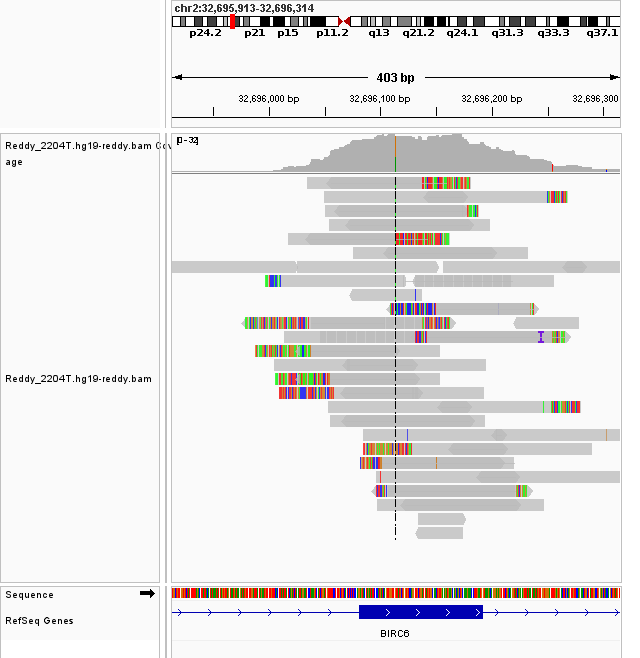 chr2:32,695,913-32,696,314
p24.2 p21 p15 p11.2 q13 q21.2 q24.1 q31.3 q33.3 q37.1
403 bp
32,696,000 bp 32,696,100 bp 32,696,200 bp 32,696,300
Reddy_2204T.hg19-reddy.bam Cov
age
[0-32]
Reddy_2204T.hg19-reddy.bam
Sequence
RefSeq Genes
BIRC6